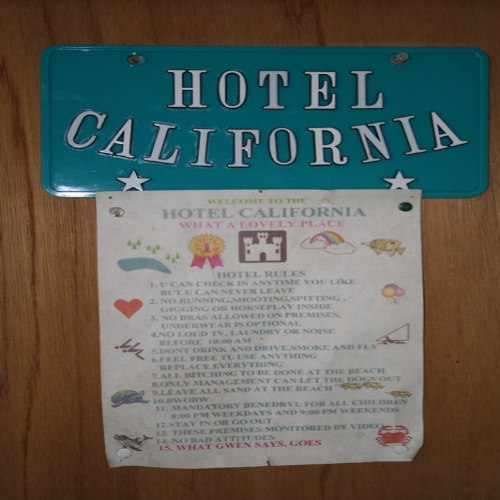 HOTEL
CALIFORNIA
WELCOME TO THE
HOTEL CALIFORNIA
WHAT A LOVELY PLACE
HOTEL RULES
1. U CAN CHECK IN ANYTIME YOU LIKE
BUT U CAN NEVER LEAVE
2. NO RUNNING,SHOOTING,SPITTING ,
GIGGING OR HORSEPLAY INSIDE
3. NO BRAS ALLOWED ON PREMISES.
UNDERWEAR IS OPTIONAL
4.NO LOUD TV, LAUNDRY OR NOISE
BEFORE 10:00 AM
5.DONT DRINK AND DRIVE,SMOKE AND FLY
6.FEEL FREE TU USE ANYTHING
REPLACE EVERYTHING
7.ALL BITCHING TO BE DONE AT THE BEACH
8.ONLY MANAGEMENT CAN LET THE DOGS OUT
9.LEAVE ALL SAND AT THE BEACH
10.BWOBW
11. MANDATORY BENEDRYL FOR ALL CHILDREN
8:00 PM WEEKDAYS AND 9:00 PM WEEKENDS
12.STAY IN OR GO OUT
13. THESE PREMISES MONITORED BY VIDEO
14. NO BAD ATTITUDES
15. WHAT GWEN SAYS, GOES